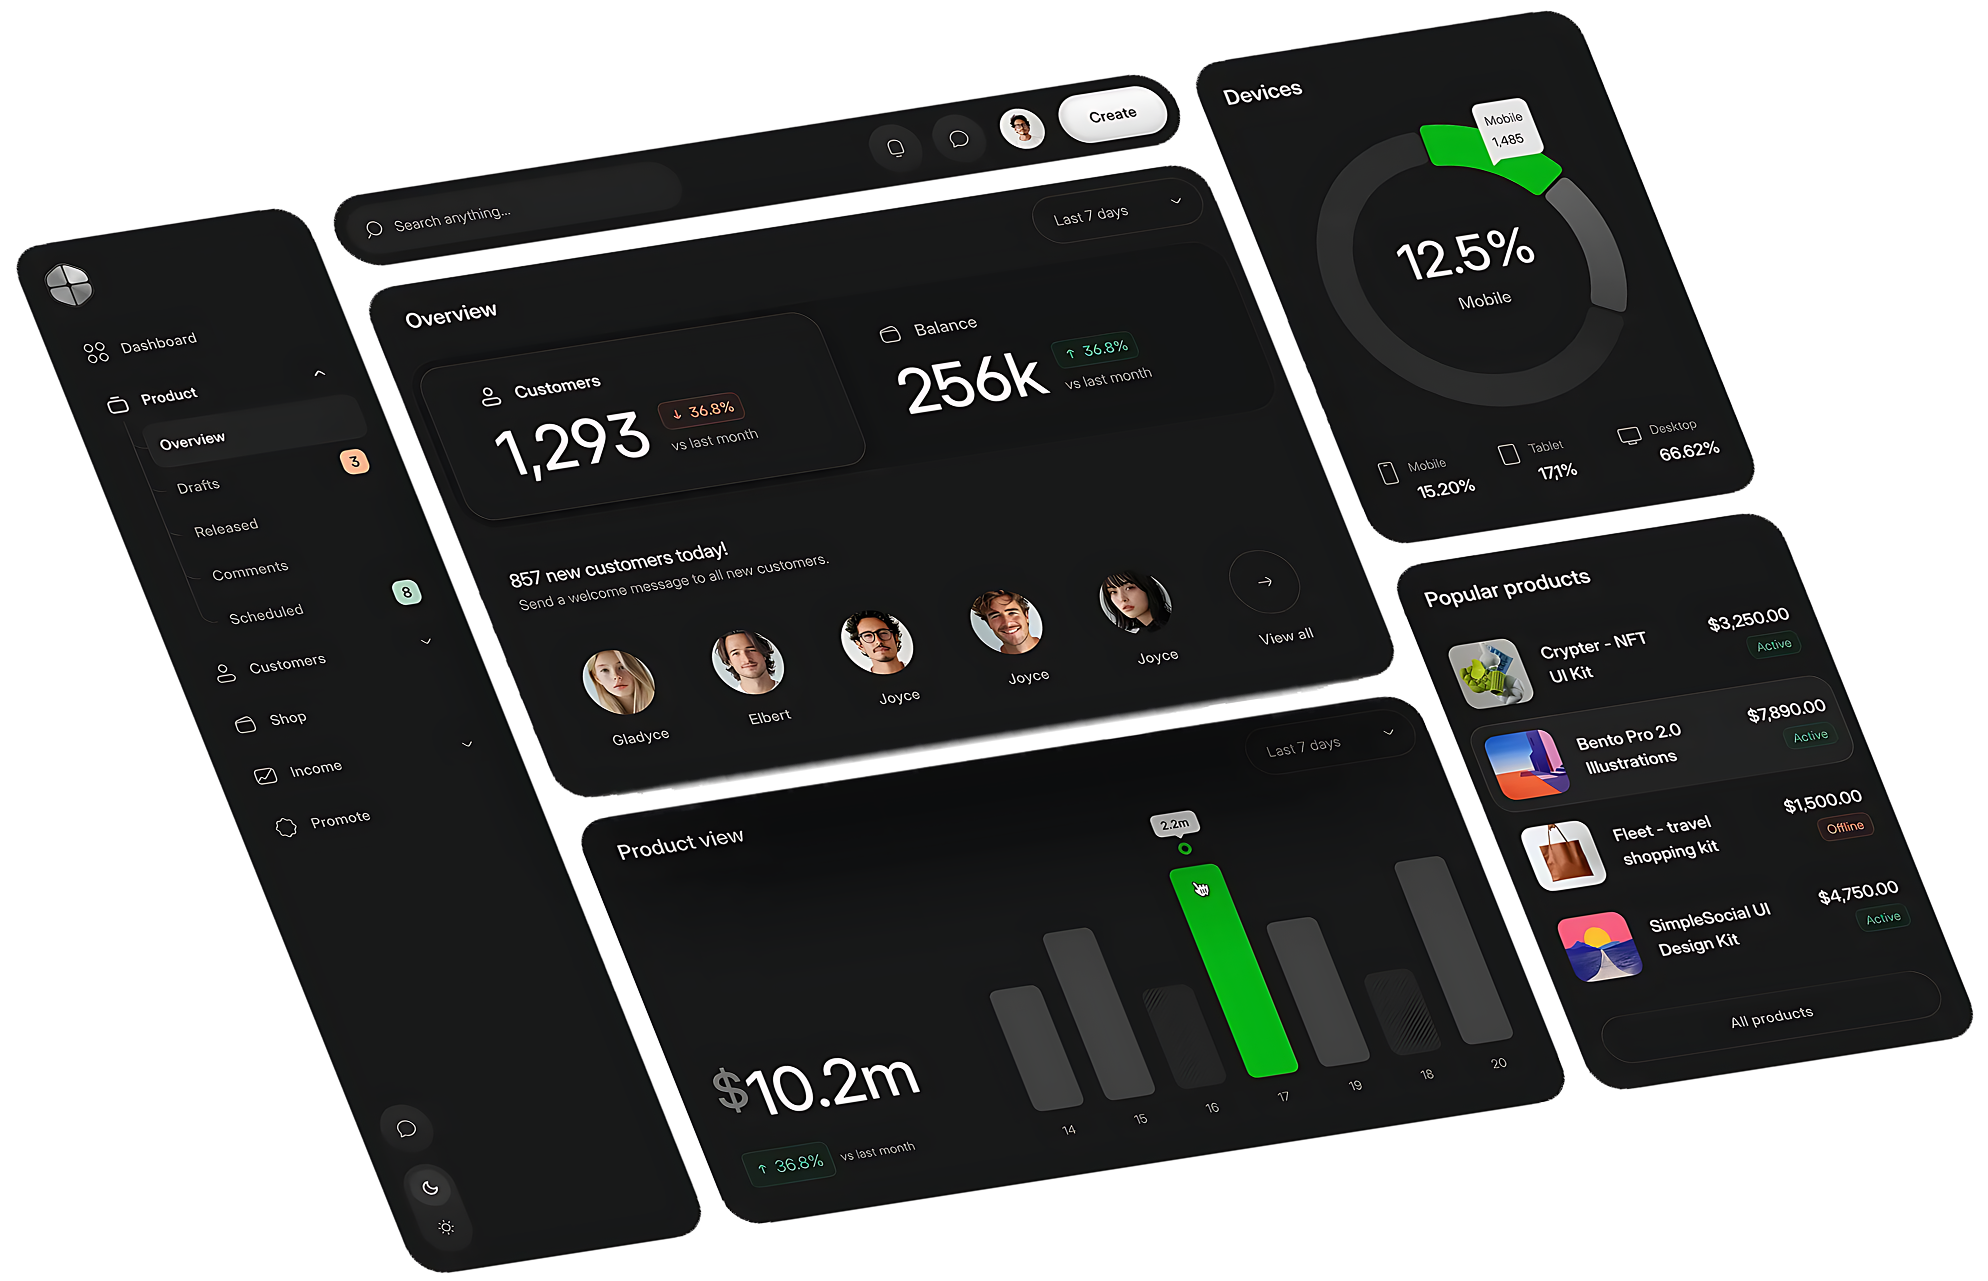 Dashboard
Product
Overview
Drafts
3
Released
Comments
Scheduled
8
Customers
Shop
Income
Promote
Search anything...
Create
Overview
Last 7 days
Customers
1,293
↓ 36.8%
vs last month
Balance
256k
↑ 36.8%
vs last month
857 new customers today!
Send a welcome message to all new customers.
Gladyce
Elbert
Joyce
Joyce
Joyce
View all
Product view
Last 7 days
2.2m
$10.2m
↑ 36.8%
vs last month
14
15
16
17
19
18
20
Devices
Mobile
1,485
12.5%
Mobile
Mobile
15.20%
Tablet
17,1%
Desktop
66.62%
Popular products
Crypter - NFT
UI Kit
$3,250.00
Active
Bento Pro 2.0
Illustrations
$7,890.00
Active
Fleet - travel
shopping kit
$1,500.00
Offline
SimpleSocial UI
Design Kit
$4,750.00
Active
All products